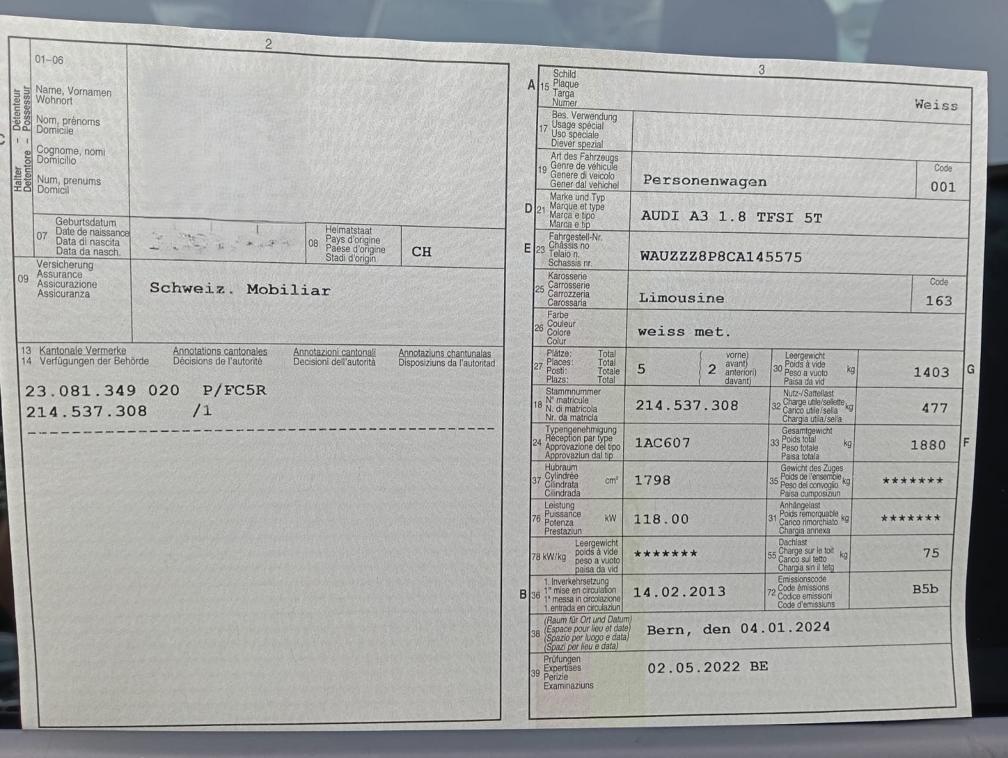 2
01-06
Halter - Détenteur
Detentore - Possessur
Name, Vornamen
Wohnort
Nom, prénoms
Domicile
Cognome, nomi
Domicilio
Num, prenums
Domicil
07
Geburtsdatum
Date de naissance
Data di nascita
Data da nasch.
08
Heimatstaat
Pays d'origine
Paese d'origine
Stadi d'origin
CH
09
Versicherung
Assurance
Assicurazione
Assicuranza
Schweiz. Mobiliar
13 Kantonale Vermerke Annotations cantonales Annotazioni cantonali Annotaziuns chantunalas
14 Verfügungen der Behörde Décisions de l'autorité Decisioni dell'autorità Disposiziuns da l'autoritad
23.081.349 020 P/FC5R
214.537.308 /1
3
A
15
Schild
Plaque
Targa
Numer
Weiss
17
Bes. Verwendung
Usage spécial
Uso speciale
Diever spezial
19
Art des Fahrzeugs
Genre de véhicule
Genere di veicolo
Gener dal vehichel
Personenwagen
Code
001
D
21
Marke und Typ
Marque et type
Marca e tipo
Marca e tip
AUDI A3 1.8 TFSI 5T
E
23
Fahrgestell-Nr.
Châssis no
Telaio n.
Schassis nr.
WAUZZZ8P8CA145575
25
Karosserie
Carrosserie
Carrozzeria
Carossaria
Limousine
Code
163
26
Farbe
Couleur
Colore
Colur
weiss met.
27
Plätze: Total
Places: Total
Posti: Totale
Plazs: Total
5
2
vorne)
avant)
anteriori)
davant)
30
Leergewicht
Poids à vide
Peso a vuoto
Paisa da vid
kg
1403
G
18
Stammnummer
N° matricule
N. di matricola
Nr. da matricla
214.537.308
32
Nutz-/Sattellast
Charge utile/sellette
Carico utile/sella
Chargia utila/sella
kg
477
24
Typengenehmigung
Réception par type
Approvazione del tipo
Approvaziun dal tip
1AC607
33
Gesamtgewicht
Poids total
Peso totale
Paisa totala
kg
1880
F
37
Hubraum
Cylindrée
Cilindrata
Cilindrada
cm³
1798
35
Gewicht des Zuges
Poids de l'ensemble
Peso del convoglio
Paisa cumposiziun
kg
*******
76
Leistung
Puissance
Potenza
Prestaziun
kW
118.00
31
Anhängelast
Poids remorquable
Carico rimorchiato
Chargia annexa
kg
*******
78 kW/kg
Leergewicht
poids à vide
peso a vuoto
paisa da vid
*******
55
Dachlast
Charge sur le toit
Carico sul tetto
Chargia sin il tetg
kg
75
B
36
1. Inverkehrsetzung
1re mise en circulation
1a messa in circolazione
1. entrada en circulaziun
14.02.2013
72
Emissionscode
Code émissions
Codice emissioni
Code d'emissiuns
B5b
38
(Raum für Ort und Datum)
(Espace pour lieu et date)
(Spazio per luogo e data)
(Spazi per lieu e data)
Bern, den 04.01.2024
39
Prüfungen
Expertises
Perizie
Examinaziuns
02.05.2022 BE